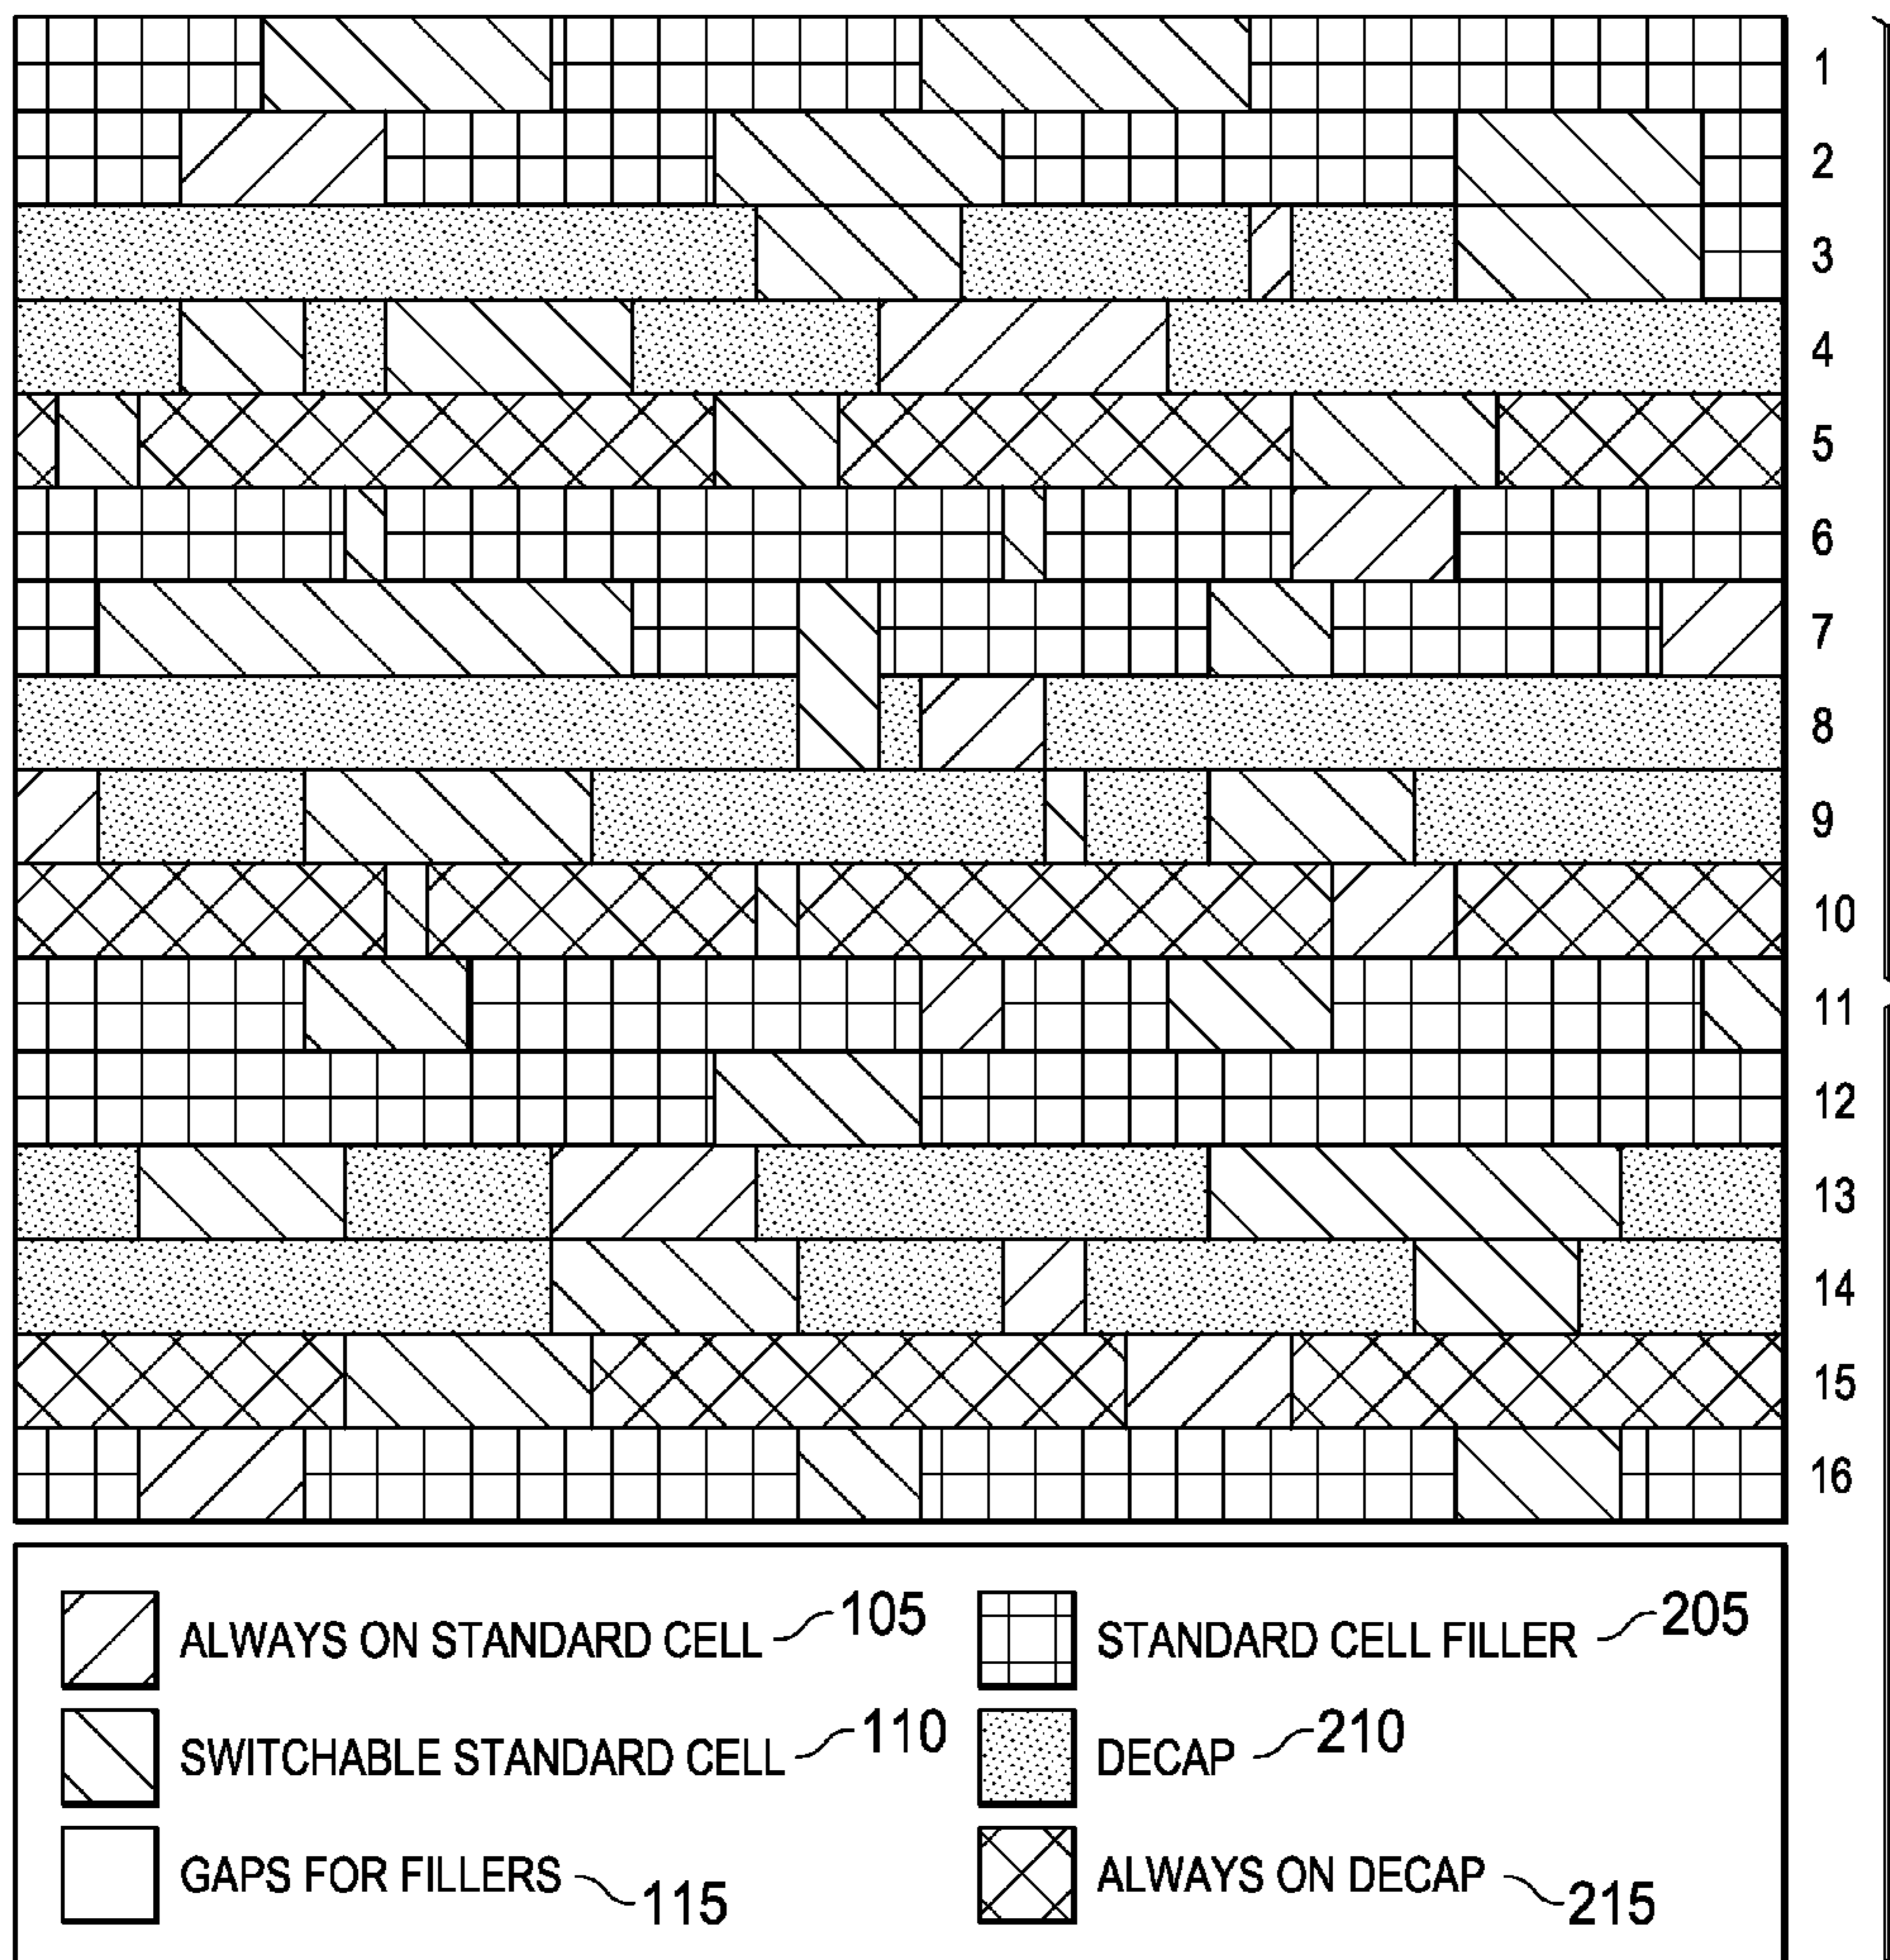 1
2
3
4
5
6
7
8
9
10
11
12
13
14
15
16
ALWAYS ON STANDARD CELL 105
STANDARD CELL FILLER 205
SWITCHABLE STANDARD CELL 110
DECAP 210
GAPS FOR FILLERS 115
ALWAYS ON DECAP 215